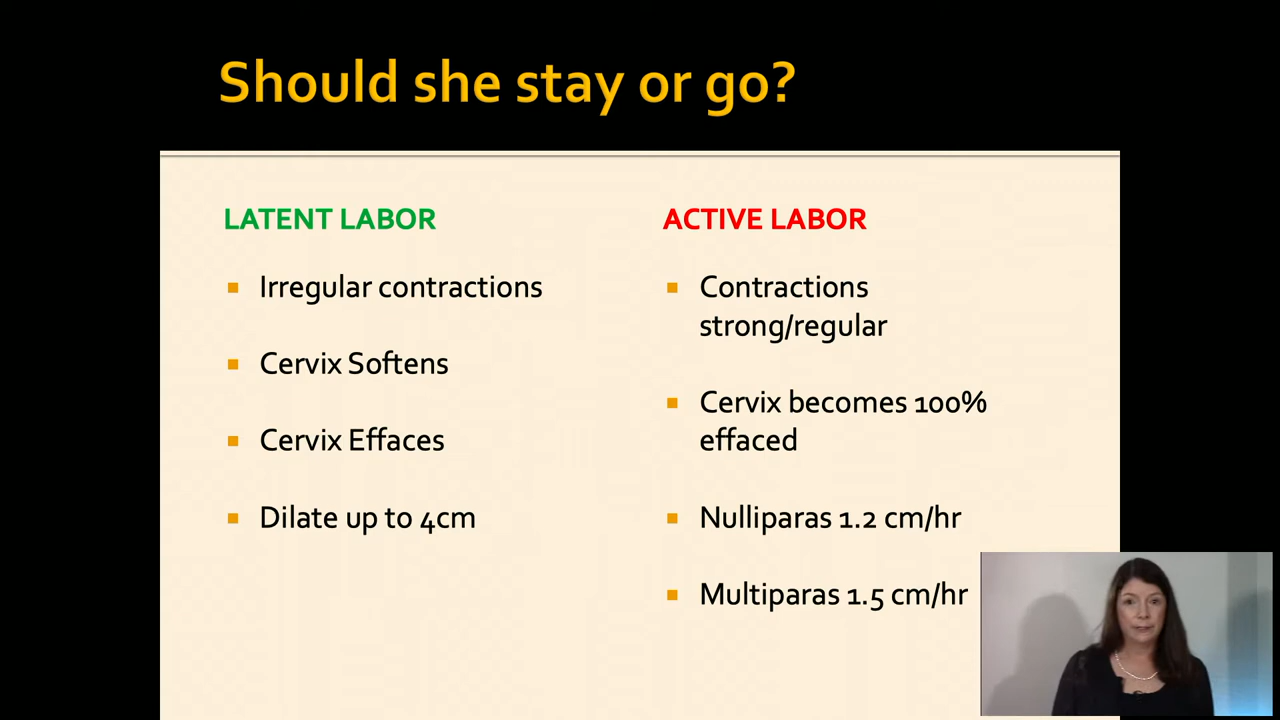 Should she stay or go?
LATENT LABOR
Irregular contractions
Cervix Softens
Cervix Effaces
Dilate up to 4cm
ACTIVE LABOR
Contractions
strong/regular
Cervix becomes 100%
effaced
Nulliparas 1.2 cm/hr
Multiparas 1.5 cm/hr